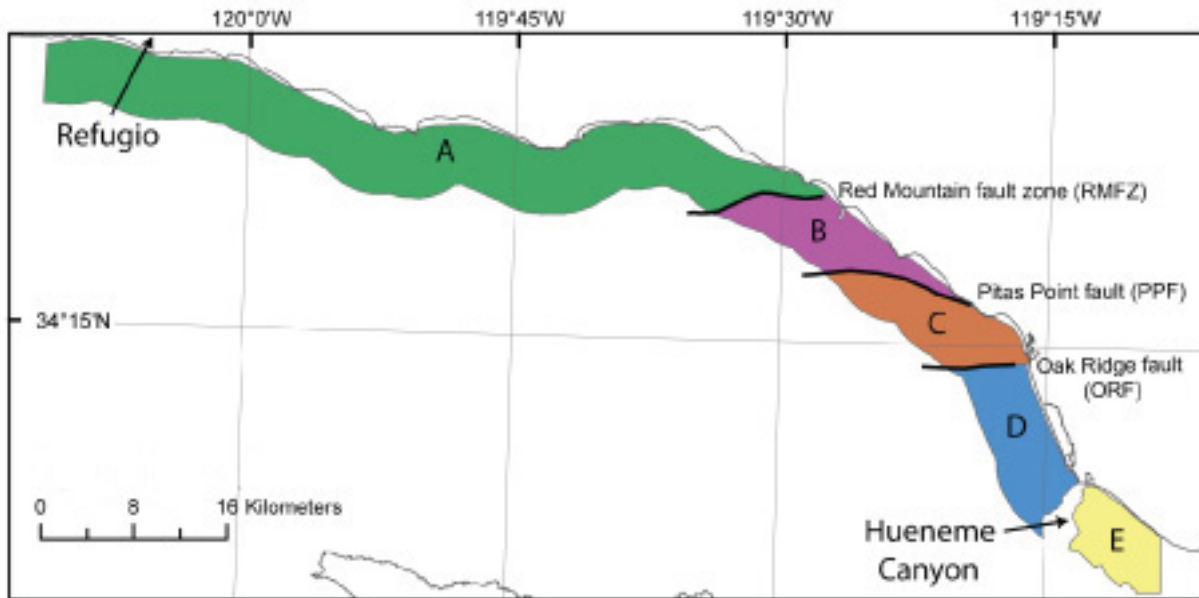 120°0'W
119°45'W
119°30'W
119°15'W
Refugio
A
Red Mountain fault zone (RMFZ)
B
Pitas Point fault (PPF)
34°15'N
C
Oak Ridge fault
(ORF)
D
0 8 16 Kilometers
Hueneme
Canyon
E